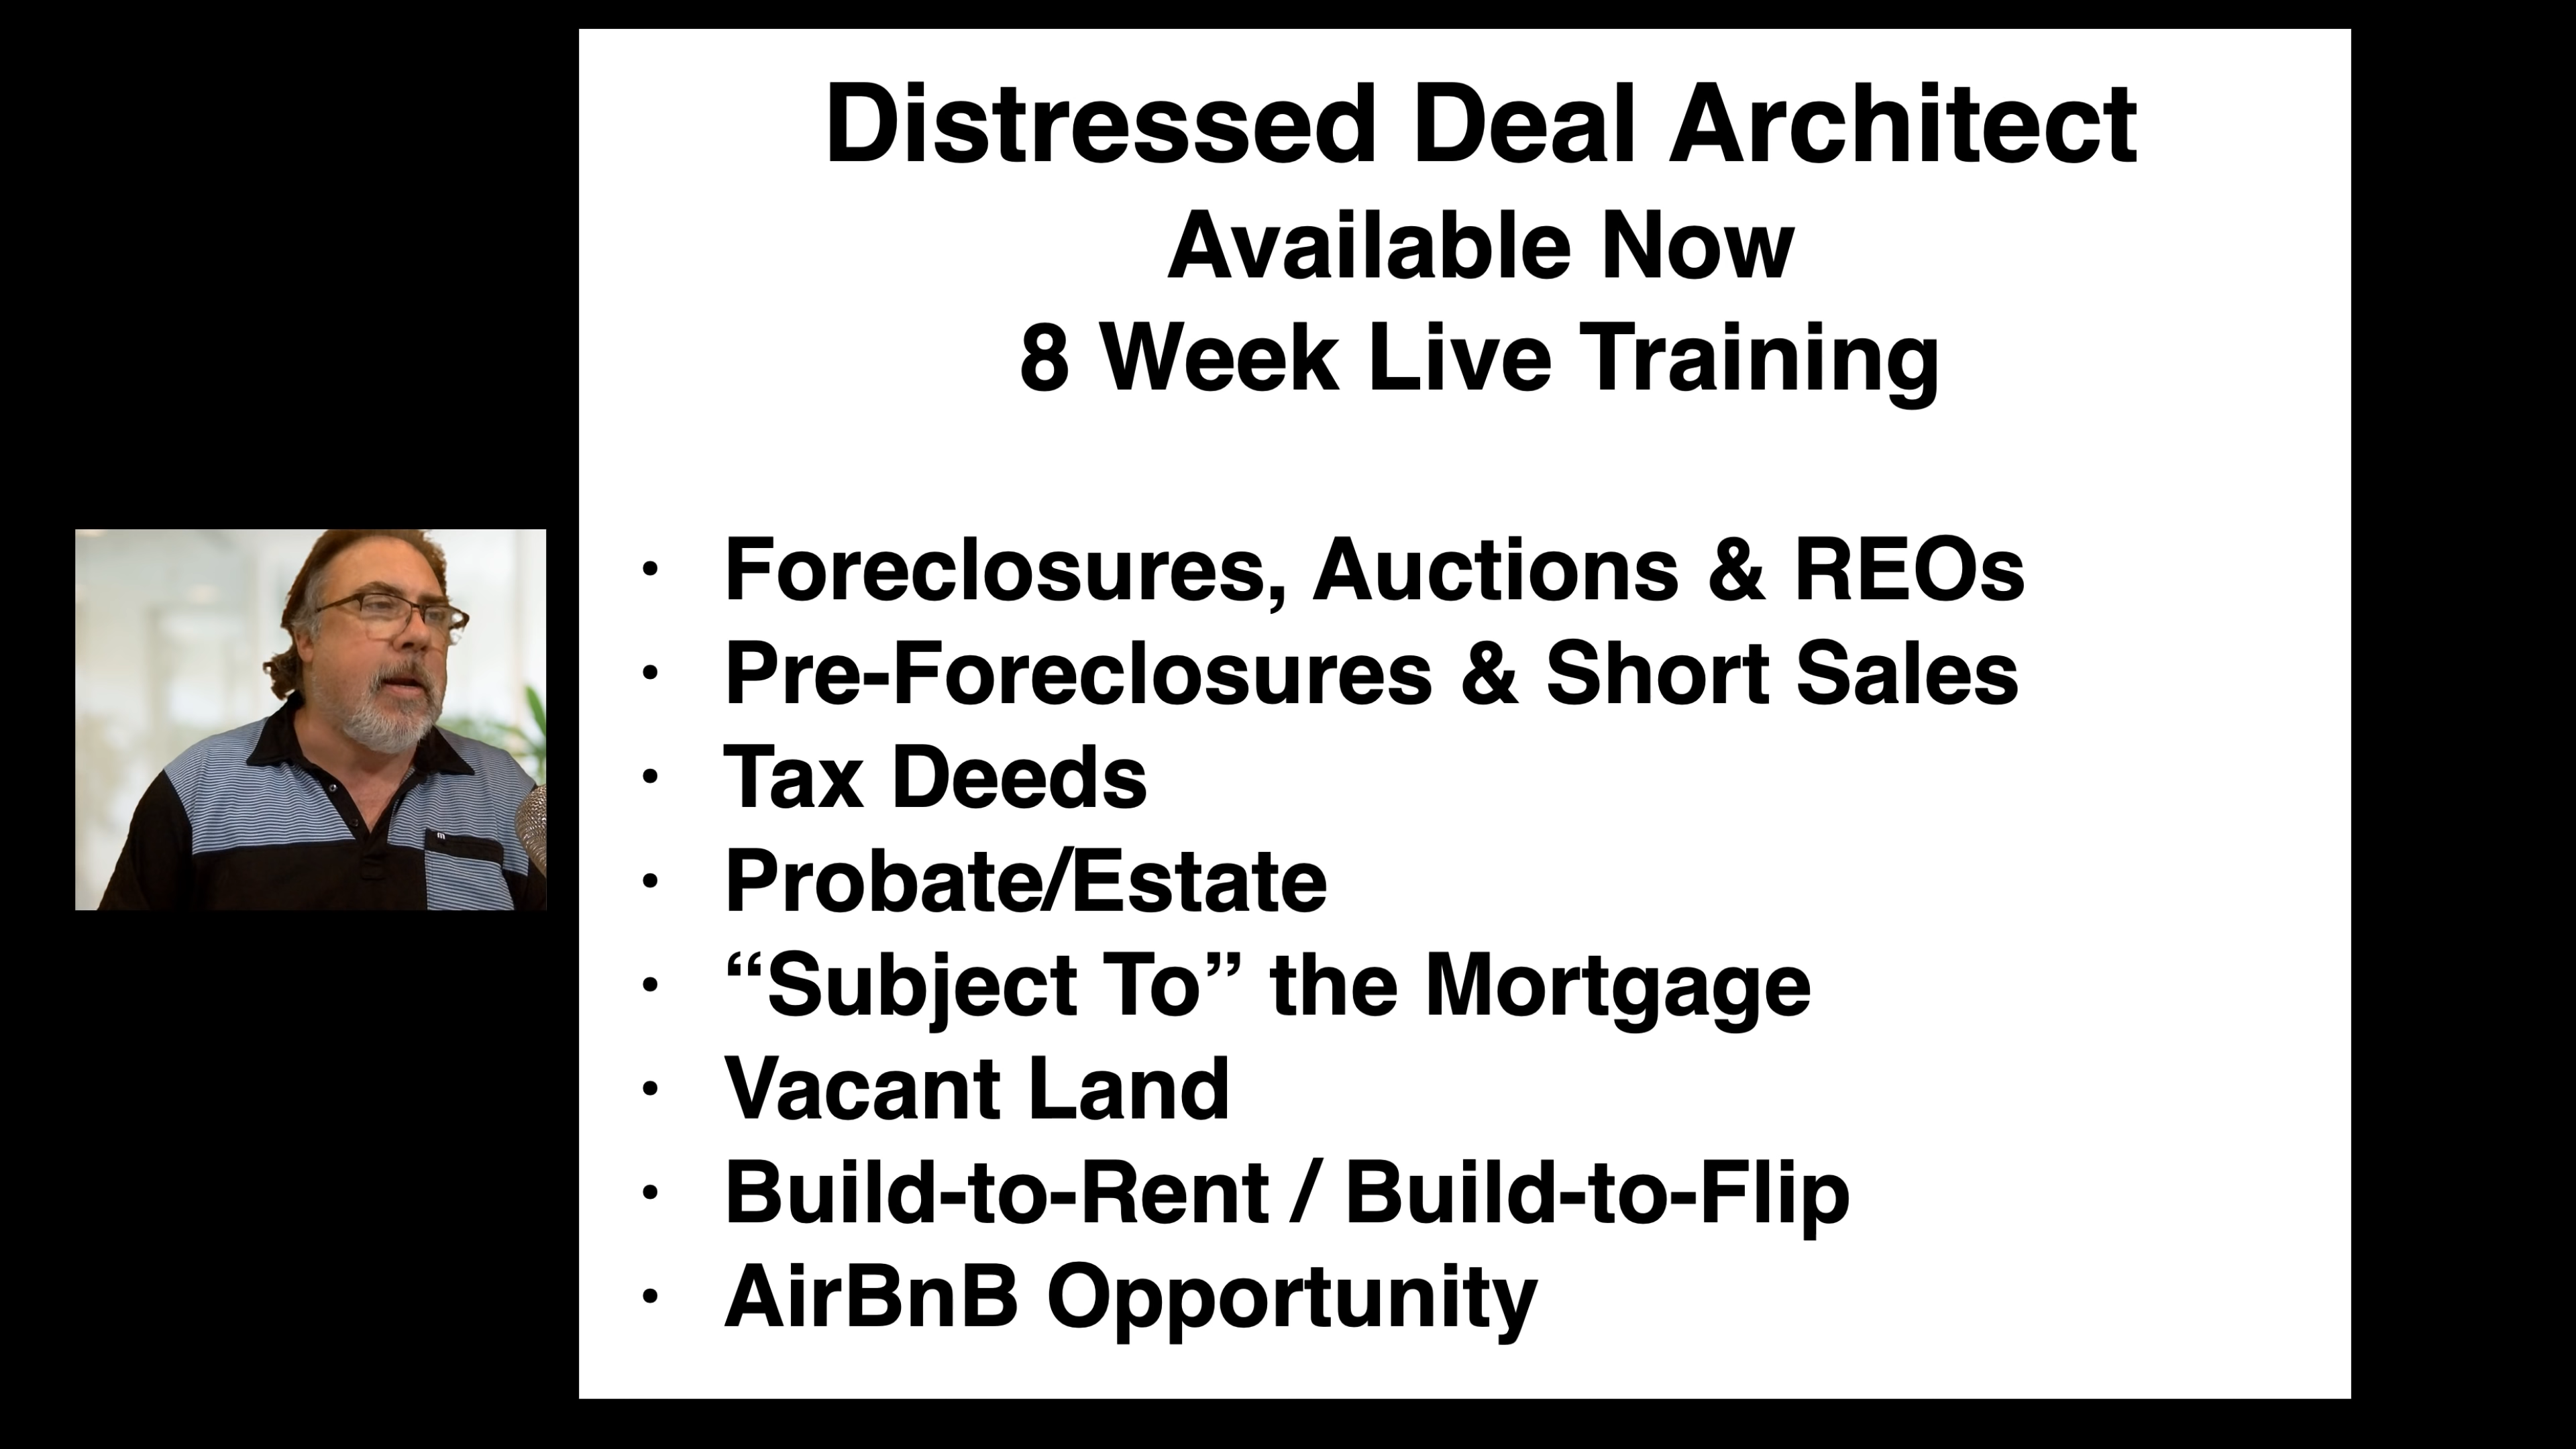 Distressed Deal Architect
Available Now
8 Week Live Training
· Foreclosures, Auctions & REOs
· Pre-Foreclosures & Short Sales
· Tax Deeds
· Probate/Estate
· “Subject To” the Mortgage
· Vacant Land
· Build-to-Rent / Build-to-Flip
· AirBnB Opportunity